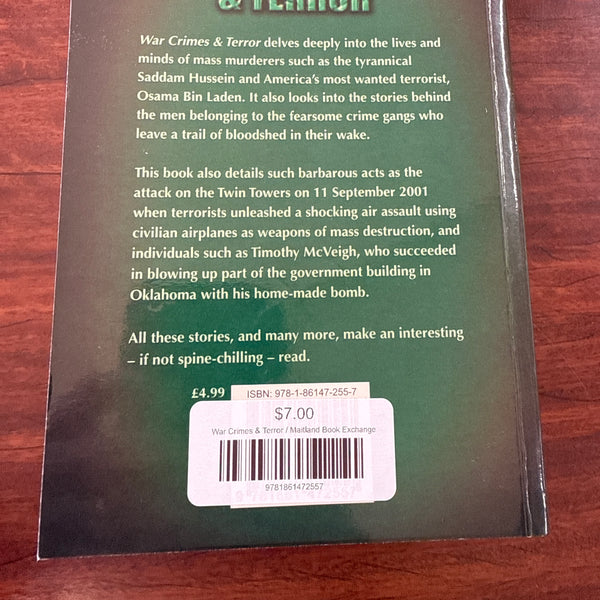 & TERROR
War Crimes & Terror delves deeply into the lives and
minds of mass murderers such as the tyrannical
Saddam Hussein and America's most wanted terrorist,
Osama Bin Laden. It also looks into the stories behind
the men belonging to the fearsome crime gangs who
leave a trail of bloodshed in their wake.
This book also details such barbarous acts as the
attack on the Twin Towers on 11 September 2001
when terrorists unleashed a shocking air assault using
civilian airplanes as weapons of mass destruction, and
individuals such as Timothy McVeigh, who succeeded
in blowing up part of the government building in
Oklahoma with his home-made bomb.
All these stories, and many more, make an interesting
– if not spine-chilling – read.
£4.99 ISBN: 978-1-86147-255-7
$7.00
War Crimes & Terror / Maitland Book Exchange
9781861472557
9 781861 472557